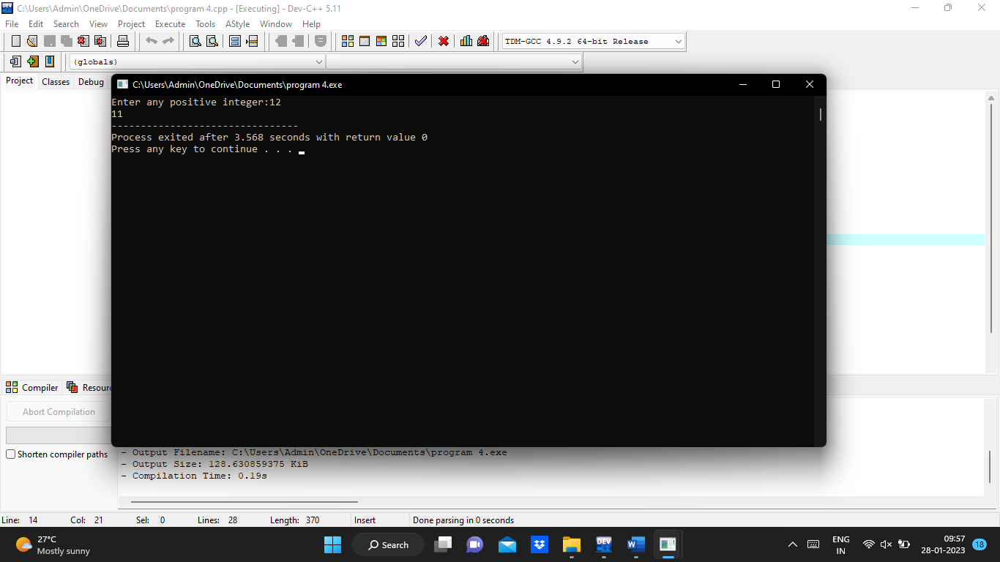 C:\Users\Admin\OneDrive\Documents\program 4.cpp - [Executing] - Dev-C++ 5.11
File Edit Search View Project Execute Tools AStyle Window Help
TDM-GCC 4.9.2 64-bit Release
(globals)
Project Classes Debug
C:\Users\Admin\OneDrive\Documents\program 4.exe
Enter any positive integer:12
11
--------------------------------
Process exited after 3.568 seconds with return value 0
Press any key to continue . . .
Compiler Resourc
Abort Compilation
Shorten compiler paths
- Output Filename: C:\Users\Admin\OneDrive\Documents\program 4.exe
- Output Size: 128.630859375 KiB
- Compilation Time: 0.19s
Line: 14 Col: 21 Sel: 0 Lines: 28 Length: 370 Insert Done parsing in 0 seconds
27°C
Mostly sunny
Search
DEV
W
ENG
IN
09:57
28-01-2023
18